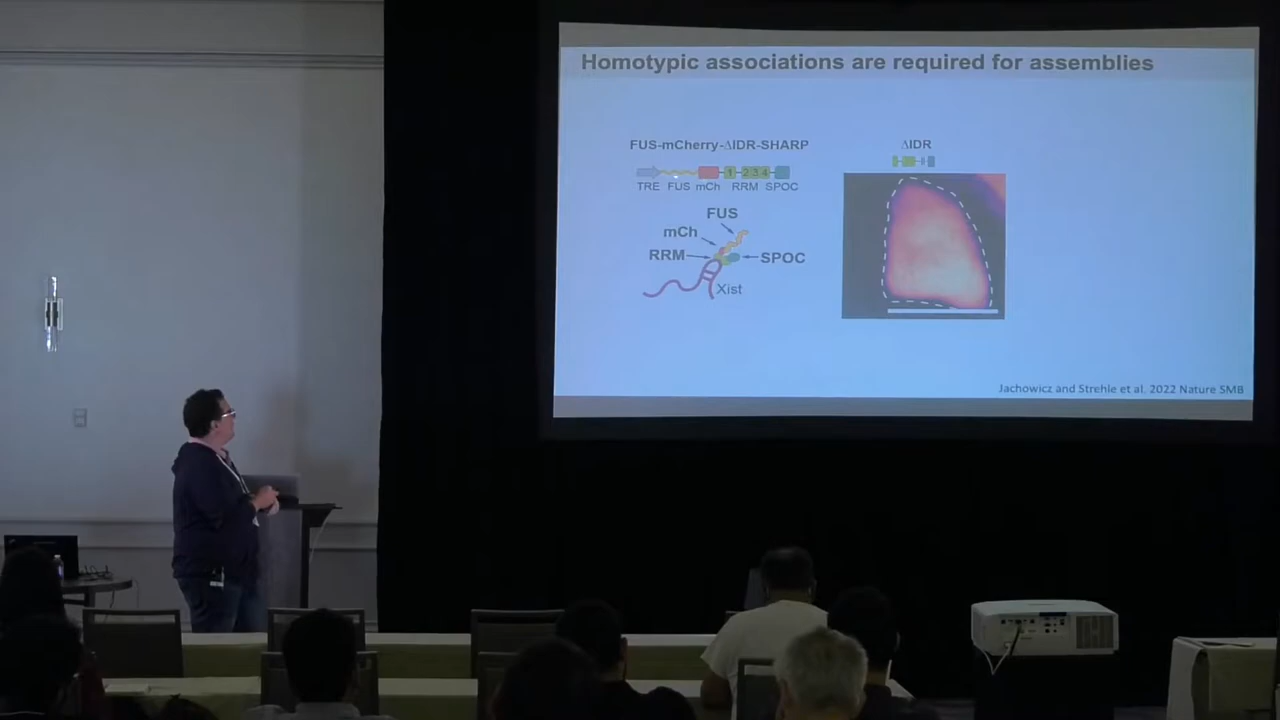 Homotypic associations are required for assemblies
FUS-mCherry-ΔIDR-SHARP
1 2 3 4
TRE FUS mCh RRM SPOC
FUS
mCh
RRM
SPOC
Xist
ΔIDR
Jachowicz and Strehle et al. 2022 Nature SMB